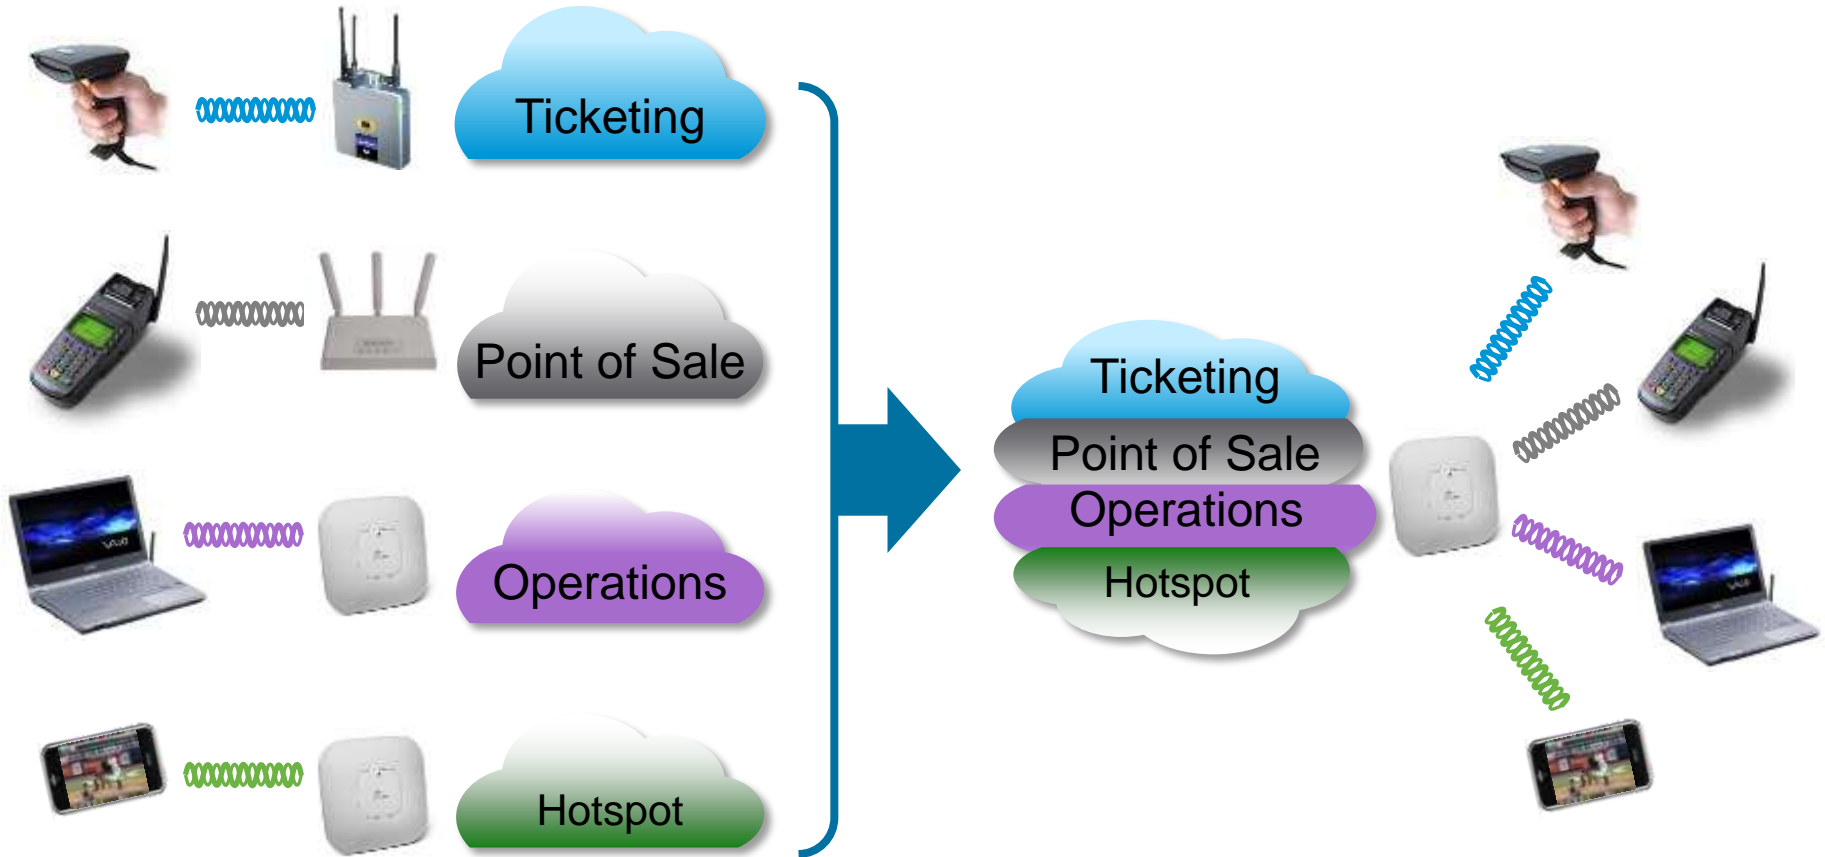 Ticketing
Point of Sale
Operations
Hotspot
Ticketing
Point of Sale
Operations
Hotspot